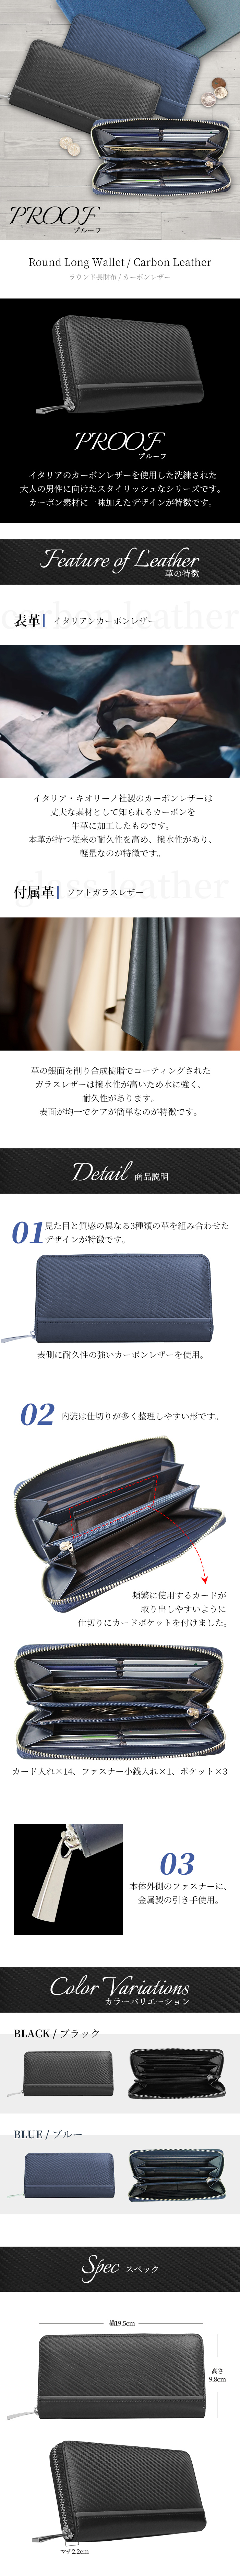 PROOF
プルーフ
Round Long Wallet / Carbon Leather
ラウンド長財布 / カーボンレザー
PROOF
プルーフ
イタリアのカーボンレザーを使用した洗練された
大人の男性に向けたスタイリッシュなシリーズです。
カーボン素材に一味加えたデザインが特徴です。
Feature of Leather
革の特徴
carbon leather
表革 イタリアンカーボンレザー
イタリア・キオリーノ社製のカーボンレザーは
丈夫な素材として知られるカーボンを
牛革に加工したものです。
本革が持つ従来の耐久性を高め、撥水性があり、
軽量なのが特徴です。
glass leather
付属革 ソフトガラスレザー
革の銀面を削り合成樹脂でコーティングされた
ガラスレザーは撥水性が高いため水に強く、
耐久性があります。
表面が均一でケアが簡単なのが特徴です。
Detail 商品説明
01 見た目と質感の異なる3種類の革を組み合わせた
デザインが特徴です。
表側に耐久性の強いカーボンレザーを使用。
02 内装は仕切りが多く整理しやすい形です。
頻繁に使用するカードが
取り出しやすいように
仕切りにカードポケットを付けました。
カード入れ×14、ファスナー小銭入れ×1、ポケット×3
03
本体外側のファスナーに、
金属製の引き手使用。
Color Variations
カラーバリエーション
BLACK / ブラック
BLUE / ブルー
Spec スペック
横19.5cm
高さ
9.8cm
マチ2.2cm